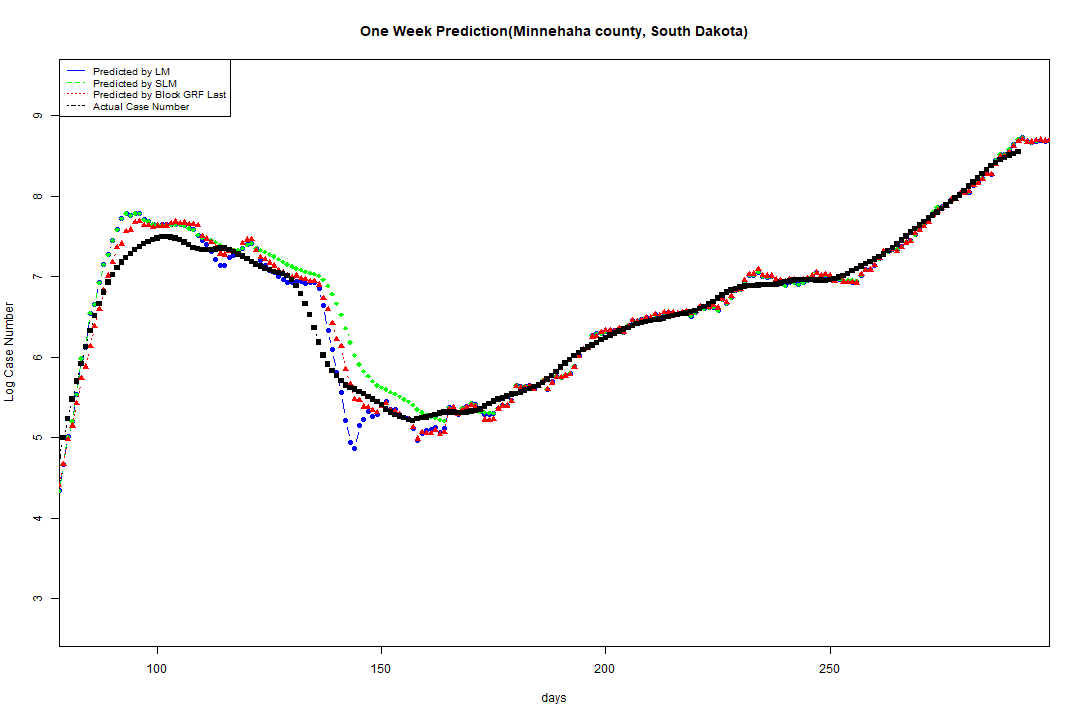 One Week Prediction(Minnehaha county, South Dakota)
Predicted by LM
Predicted by SLM
Predicted by Block GRF Last
Actual Case Number
9
8
7
6
5
4
3
Log Case Number
100 150 200 250
days